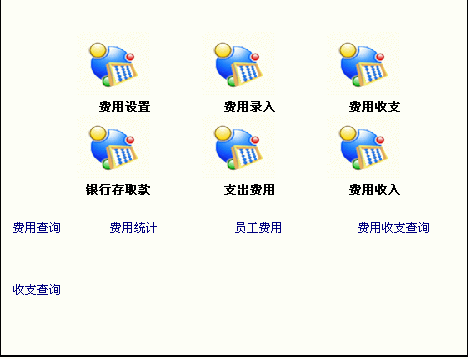 费用设置 费用录入 费用收支
银行存取款 支出费用 费用收入
费用查询 费用统计 员工费用 费用收支查询
收支查询